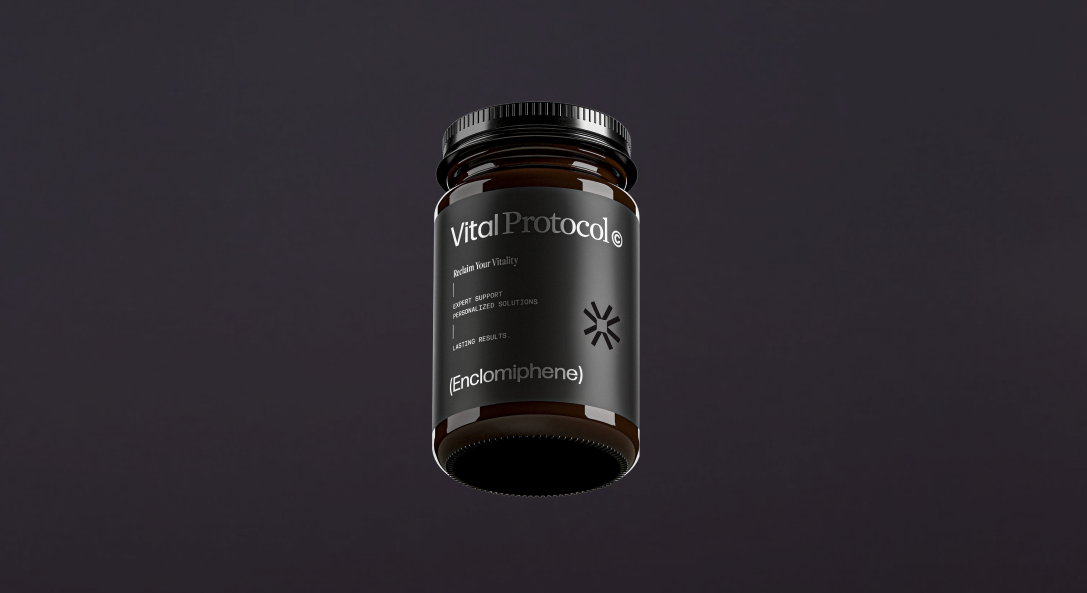 Vital Protocol ©
Reclaim Your Vitality
EXPERT SUPPORT
PERSONALIZED SOLUTIONS
LASTING RESULTS.
(Enclomiphene)